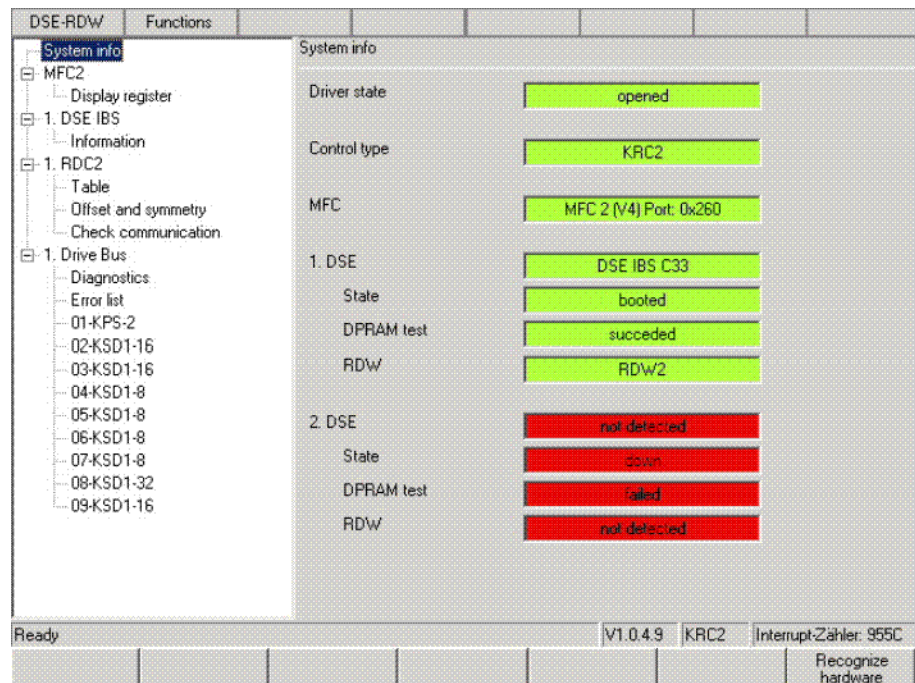 DSE-RDW Functions
System info
MFC2
Display register
1. DSE IBS
Information
1. RDC2
Table
Offset and symmetry
Check communication
1. Drive Bus
Diagnostics
Error list
01-KPS-2
02-KSD1-16
03-KSD1-16
04-KSD1-8
05-KSD1-8
06-KSD1-8
07-KSD1-8
08-KSD1-32
09-KSD1-16
System info
Driver state opened
Control type KRC2
MFC MFC 2 (V4) Port: 0x260
1. DSE DSE IBS C33
State booted
DPRAM test succeded
RDW RDW2
2. DSE not detected
State down
DPRAM test failed
RDW not detected
Ready V1.0.4.9 KRC2 Interrupt-Zähler: 955C
Recognize
hardware